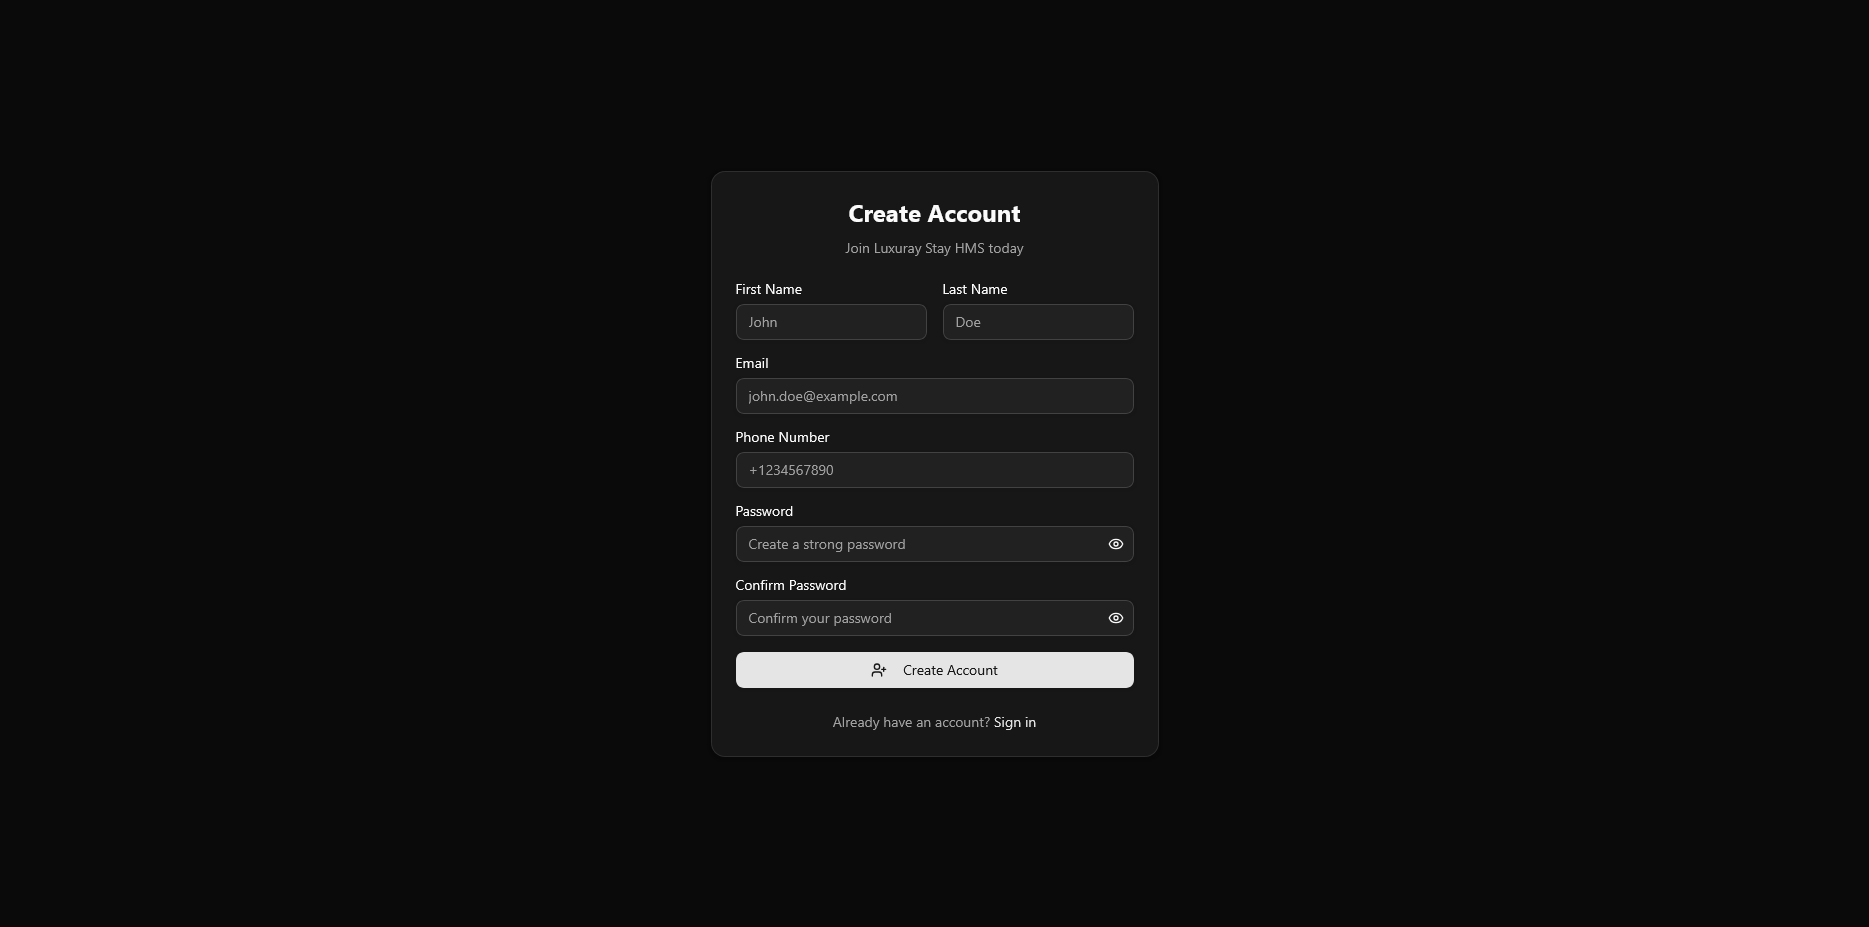 Create Account
Join Luxuray Stay HMS today
First Name Last Name
John Doe
Email
john.doe@example.com
Phone Number
+1234567890
Password
Create a strong password
Confirm Password
Confirm your password
Create Account
Already have an account? Sign in